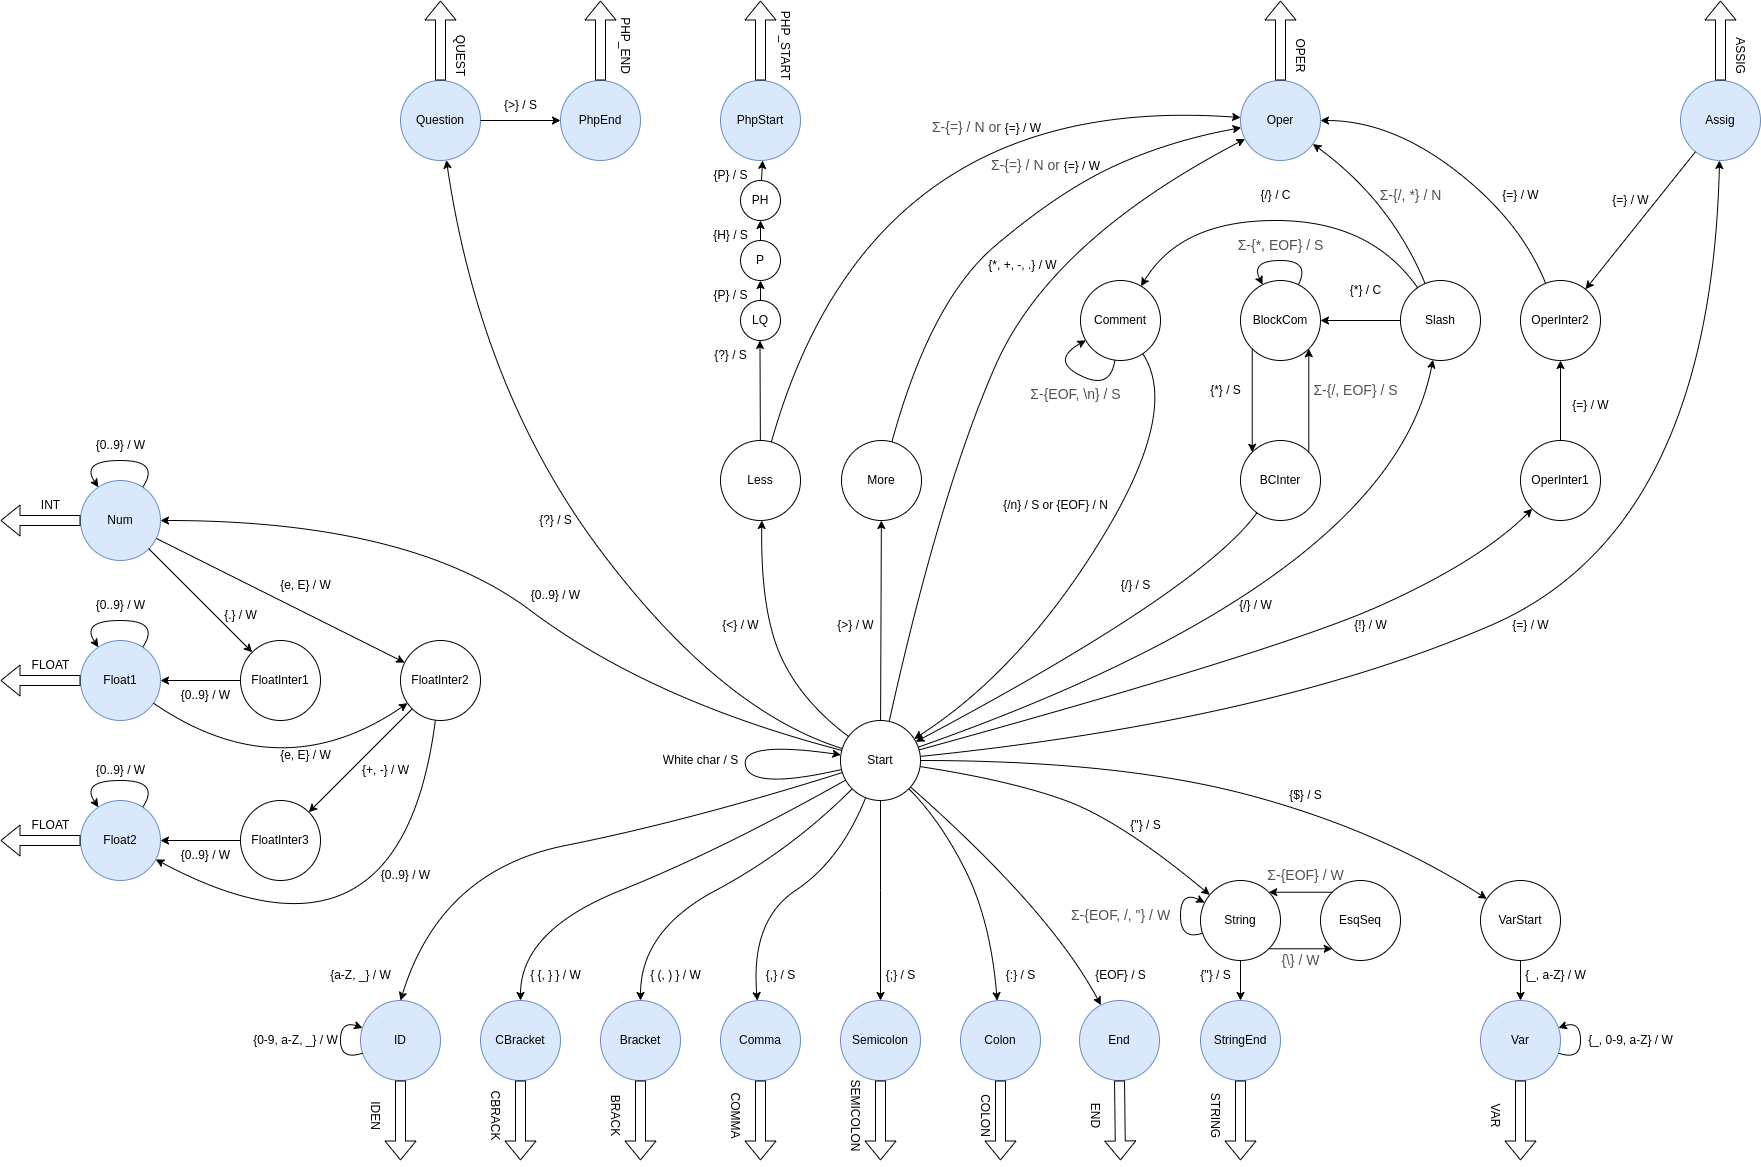 QUEST
PHP_END
PHP_START
OPER
ASSIG
Question
{>} / S
PhpEnd
PhpStart
Oper
Assig
Σ-{=} / N or {=} / W
Σ-{=} / N or {=} / W
{P} / S
PH
{H} / S
P
{P} / S
LQ
{?} / S
{*, +, -, .} / W
{/} / C
Σ-{/, *} / N
{=} / W
{=} / W
Σ-{*, EOF} / S
{*} / C
Comment
BlockCom
Slash
OperInter2
Σ-{EOF, \n} / S
{*} / S
Σ-{/, EOF} / S
{=} / W
{0..9} / W
Less
More
BCInter
OperInter1
INT
Num
{?} / S
{/n} / S or {EOF} / N
{e, E} / W
{0..9} / W
{/} / S
{0..9} / W
{.} / W
{<} / W
{>} / W
{/} / W
{!} / W
{=} / W
FLOAT
Float1
FloatInter1
FloatInter2
{0..9} / W
{e, E} / W
White char / S
Start
{0..9} / W
{+, -} / W
{$} / S
FLOAT
Float2
FloatInter3
{"} / S
{0..9} / W
{0..9} / W
Σ-{EOF} / W
Σ-{EOF, /, "} / W
String
EsqSeq
VarStart
{\} / W
{a-Z, _} / W
{ {, } } / W
{ (, ) } / W
{,} / S
{;} / S
{:} / S
{EOF} / S
{"} / S
{_, a-Z} / W
{0-9, a-Z, _} / W
ID
CBracket
Bracket
Comma
Semicolon
Colon
End
StringEnd
Var
{_, 0-9, a-Z} / W
IDEN
CBRACK
BRACK
COMMA
SEMICOLON
COLON
END
STRING
VAR